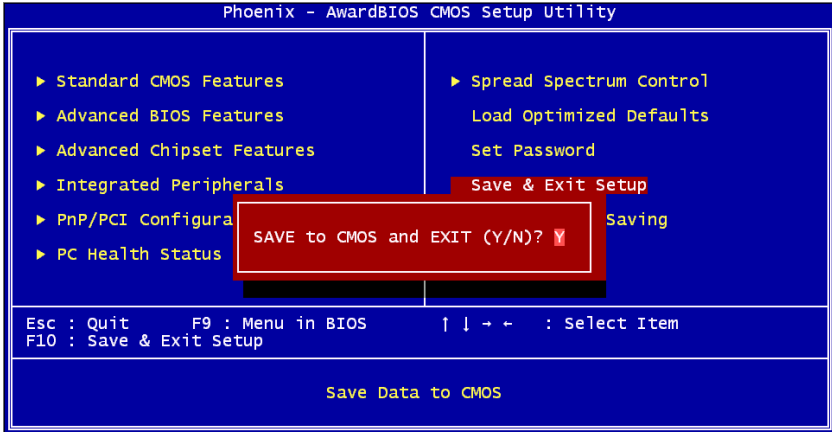 Phoenix - AwardBIOS CMOS Setup Utility
▶ Standard CMOS Features
▶ Advanced BIOS Features
▶ Advanced Chipset Features
▶ Integrated Peripherals
▶ PnP/PCI Configura
▶ PC Health Status
▶ Spread Spectrum Control
Load Optimized Defaults
Set Password
Save & Exit Setup
Saving
SAVE to CMOS and EXIT (Y/N)? Y
Esc : Quit F9 : Menu in BIOS ↑ ↓ → ← : Select Item
F10 : Save & Exit Setup
Save Data to CMOS